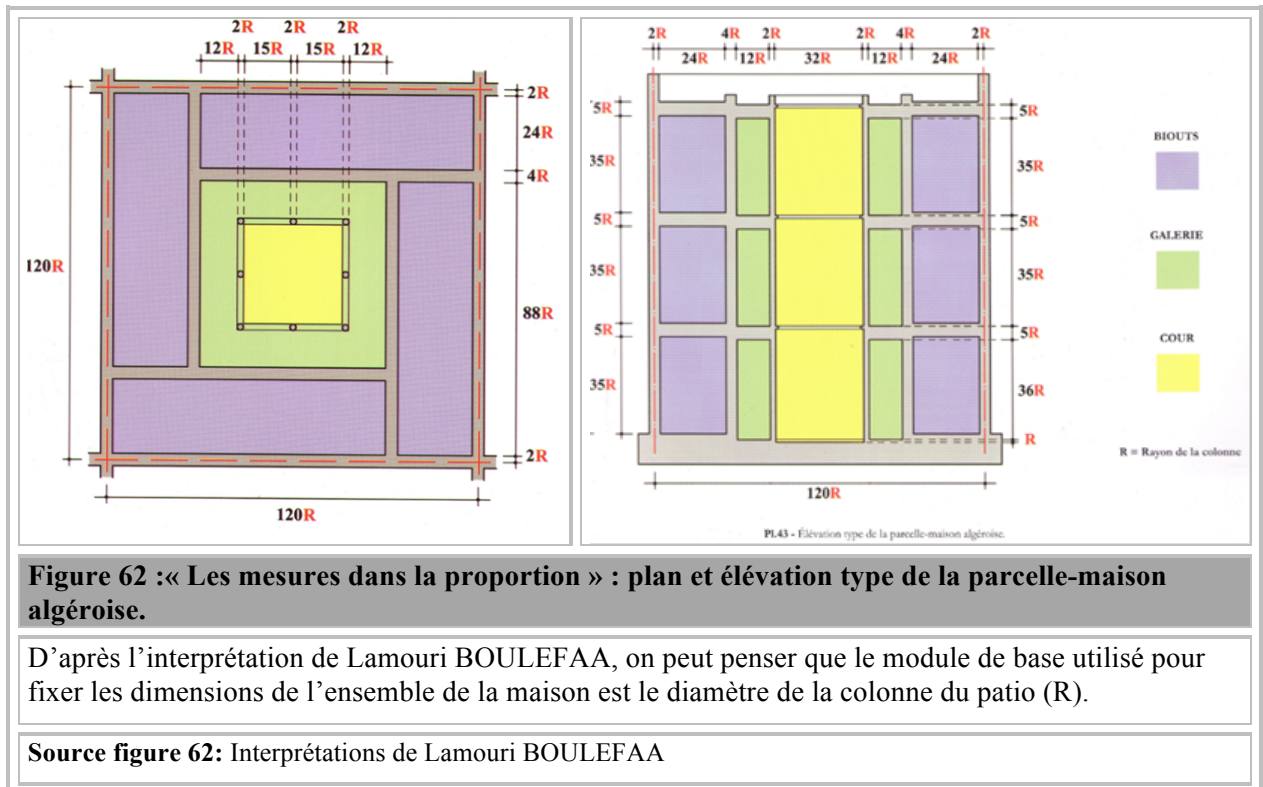 2R 2R 2R
12R 15R 15R 12R
2R
24R
4R
120R
88R
2R
120R
2R 4R 2R 2R 4R 2R
24R 12R 32R 12R 24R
5R
35R
5R
35R
5R
35R
5R
35R
5R
35R
5R
36R
R
120R
BIOUTS
GALERIE
COUR
R = Rayon de la colonne
Pl.43 - Élévation type de la parcelle-maison algéroise.
Figure 62 :« Les mesures dans la proportion » : plan et élévation type de la parcelle-maison
algéroise.
D’après l’interprétation de Lamouri BOULEFAA, on peut penser que le module de base utilisé pour
fixer les dimensions de l’ensemble de la maison est le diamètre de la colonne du patio (R).
Source figure 62: Interprétations de Lamouri BOULEFAA